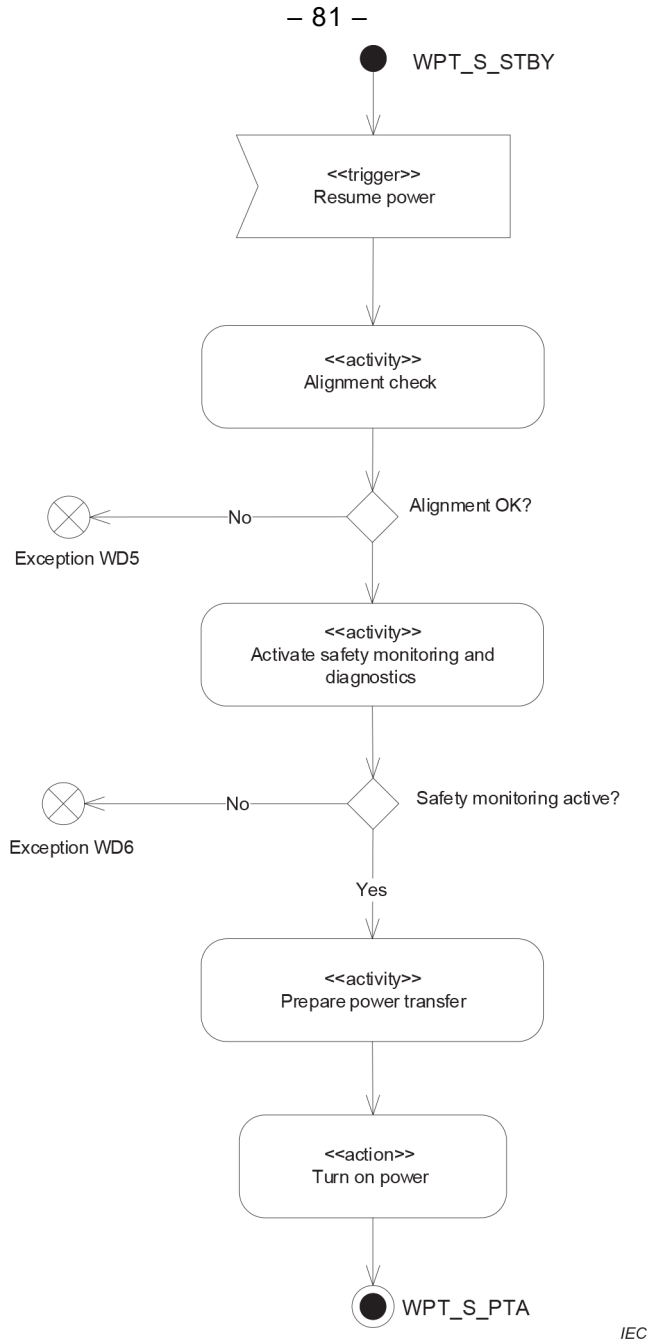 – 81 –
WPT_S_STBY
<<trigger>>
Resume power
<<activity>>
Alignment check
Alignment OK?
No
Exception WD5
<<activity>>
Activate safety monitoring and
diagnostics
Safety monitoring active?
No
Exception WD6
Yes
<<activity>>
Prepare power transfer
<<action>>
Turn on power
WPT_S_PTA
IEC